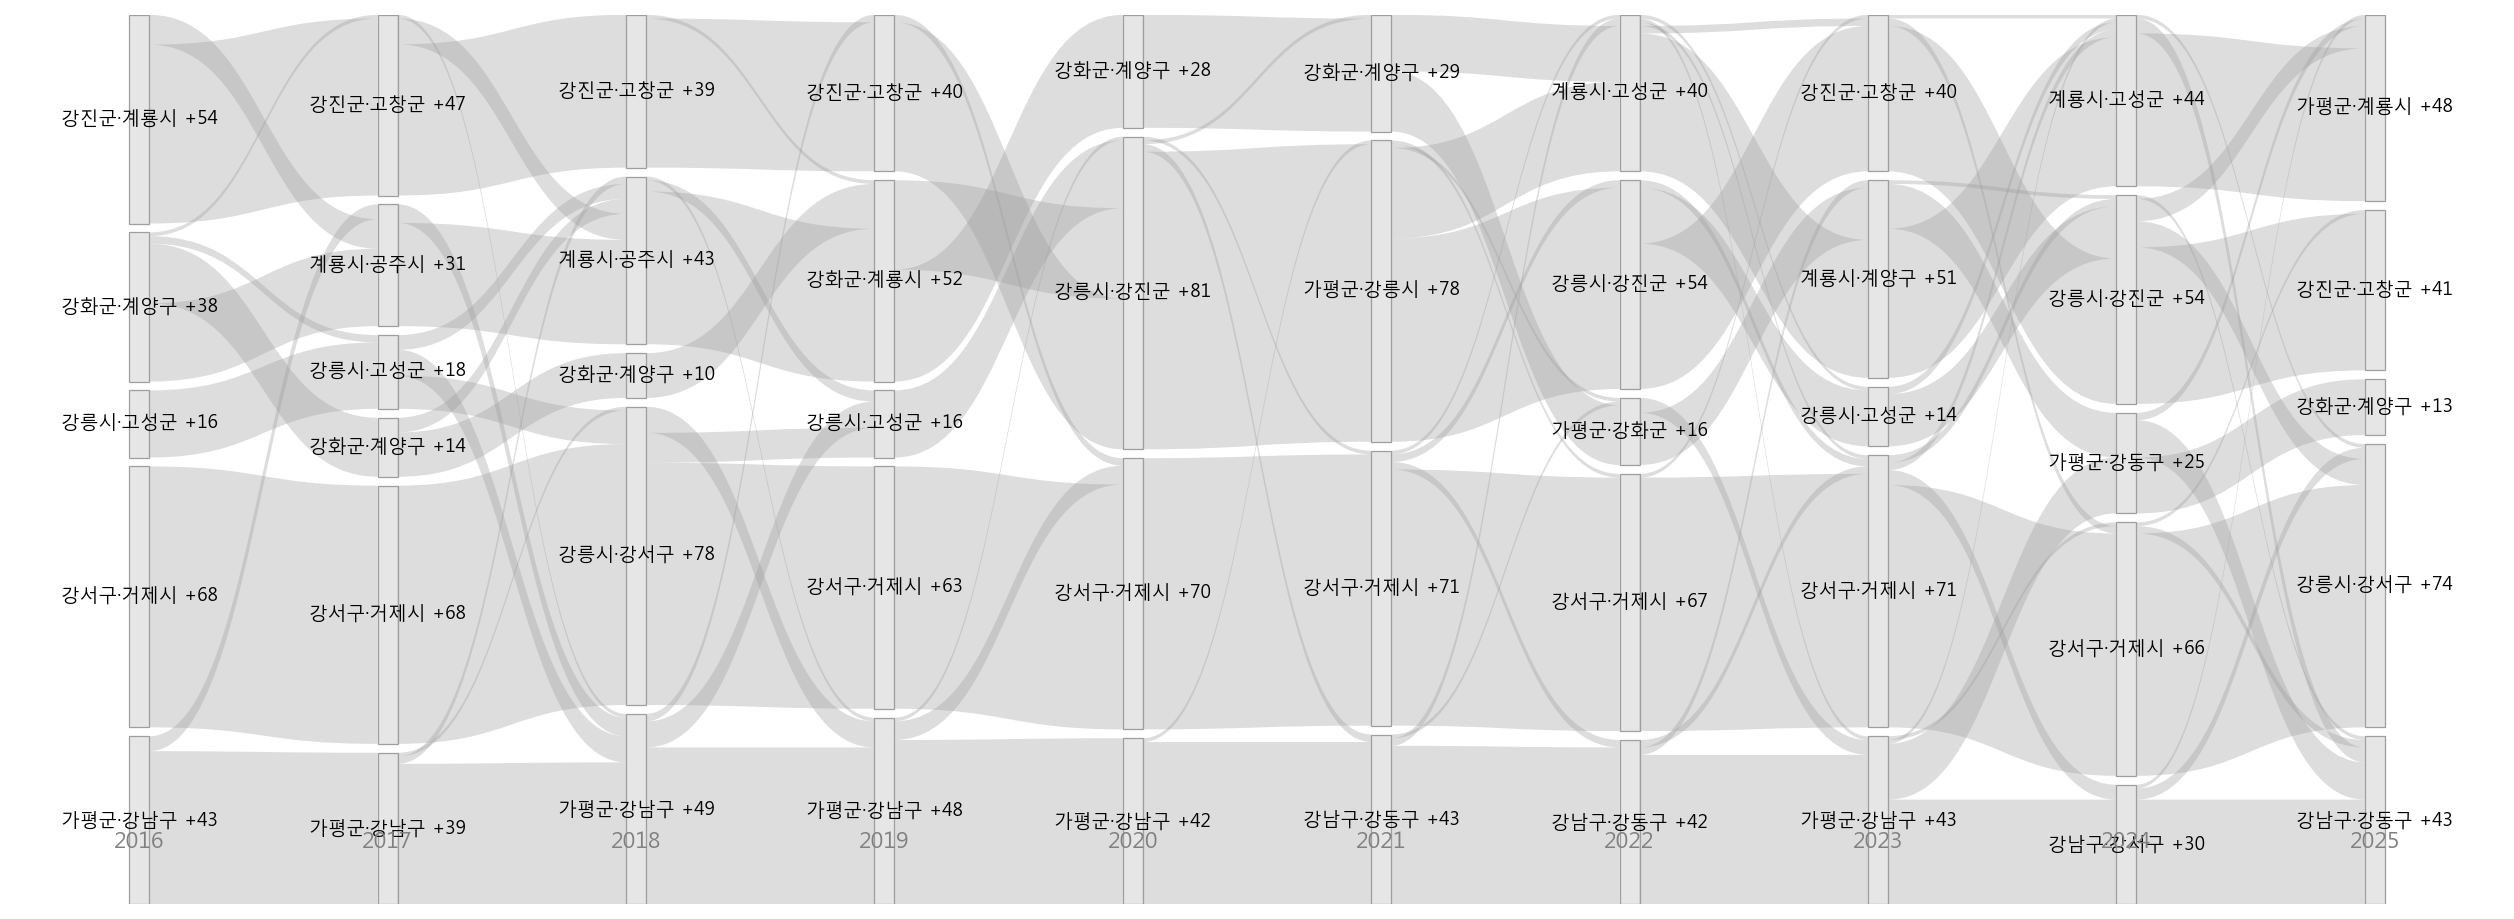 강진군·계룡시 +54
강화군·계양구 +38
강릉시·고성군 +16
강서구·거제시 +68
가평군·강남구 +43
2016
강진군·고창군 +47
계룡시·공주시 +31
강릉시·고성군 +18
강화군·계양구 +14
강서구·거제시 +68
가평군·강남구 +39
2017
강진군·고창군 +39
계룡시·공주시 +43
강화군·계양구 +10
강릉시·강서구 +78
가평군·강남구 +49
2018
강진군·고창군 +40
강화군·계룡시 +52
강릉시·고성군 +16
강서구·거제시 +63
가평군·강남구 +48
2019
강화군·계양구 +28
강릉시·강진군 +81
강서구·거제시 +70
가평군·강남구 +42
2020
강화군·계양구 +29
가평군·강릉시 +78
강서구·거제시 +71
강남구·강동구 +43
2021
계룡시·고성군 +40
강릉시·강진군 +54
가평군·강화군 +16
강서구·거제시 +67
강남구·강동구 +42
2022
강진군·고창군 +40
계룡시·계양구 +51
강릉시·고성군 +14
강서구·거제시 +71
가평군·강남구 +43
2023
계룡시·고성군 +44
강릉시·강진군 +54
가평군·강동구 +25
강서구·거제시 +66
강남구·강서구 +30
2024
가평군·계룡시 +48
강진군·고창군 +41
강화군·계양구 +13
강릉시·강서구 +74
강남구·강동구 +43
2025